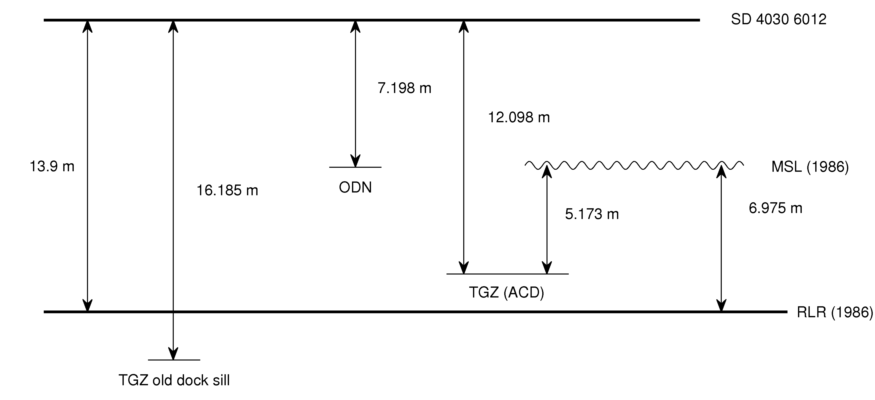 SD 4030 6012
7.198 m
12.098 m
13.9 m
MSL (1986)
16.185 m
ODN
5.173 m
6.975 m
TGZ (ACD)
RLR (1986)
TGZ old dock sill